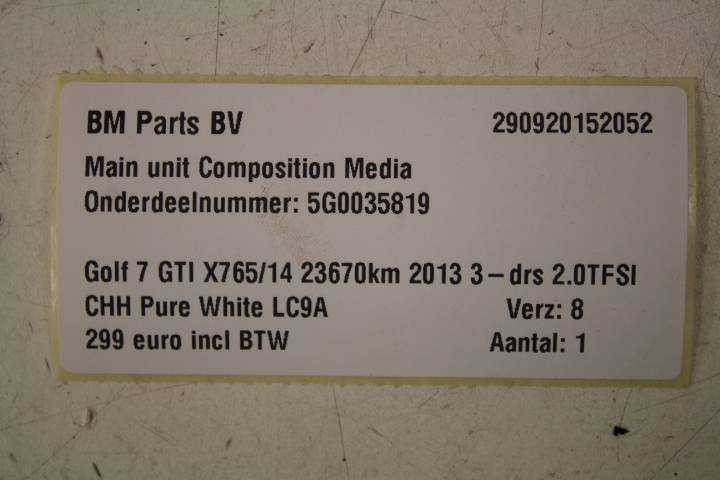 BM Parts BV 290920152052
Main unit Composition Media
Onderdeelnummer: 5G0035819
Golf 7 GTI X765/14 23670km 2013 3-drs 2.0TFSI
CHH Pure White LC9A Verz: 8
299 euro incl BTW Aantal: 1